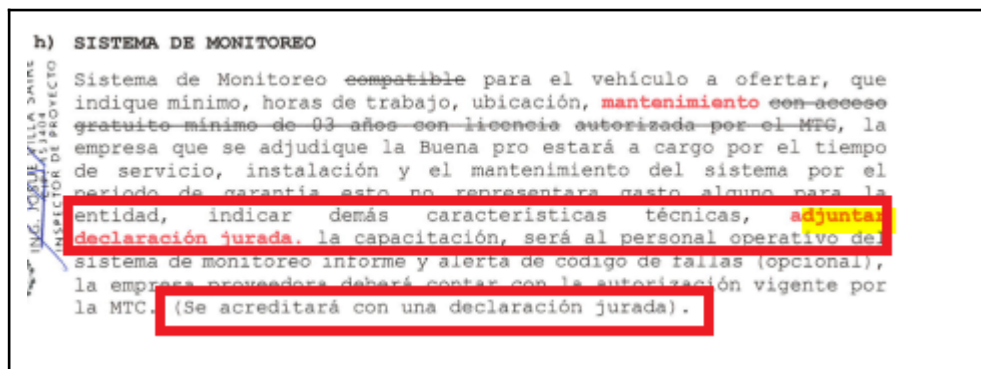 h) SISTEMA DE MONITOREO
Sistema de Monitoreo compatible para el vehículo a ofertar, que
indique mínimo, horas de trabajo, ubicación, mantenimiento con acceso
gratuito mínimo de 03 años con licencia autorizada por el MTC, la
empresa que se adjudique la Buena pro estará a cargo por el tiempo
de servicio, instalación y el mantenimiento del sistema por el
periodo de garantía esto no representara gasto alguno para la
entidad, indicar demás características técnicas, adjuntar
declaración jurada. la capacitación, será al personal operativo del
sistema de monitoreo informe y alerta de código de fallas (opcional),
la empresa proveedora deberá contar con la autorización vigente por
la MTC. (Se acreditará con una declaración jurada).
ING. VILLA
INSPECTOR DE PROYECTO